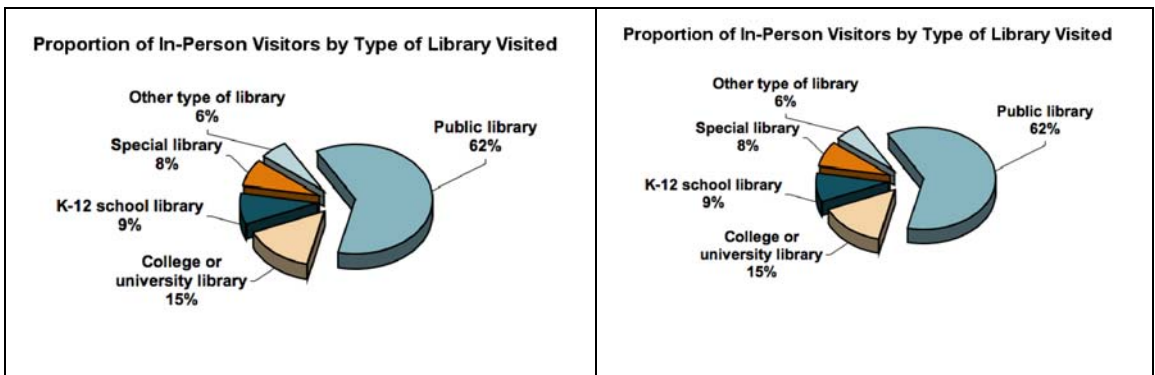 Proportion of In-Person Visitors by Type of Library Visited
Other type of library
6%
Public library
62%
Special library
8%
K-12 school library
9%
College or
university library
15%
Proportion of In-Person Visitors by Type of Library Visited
Other type of library
6%
Public library
62%
Special library
8%
K-12 school library
9%
College or
university library
15%